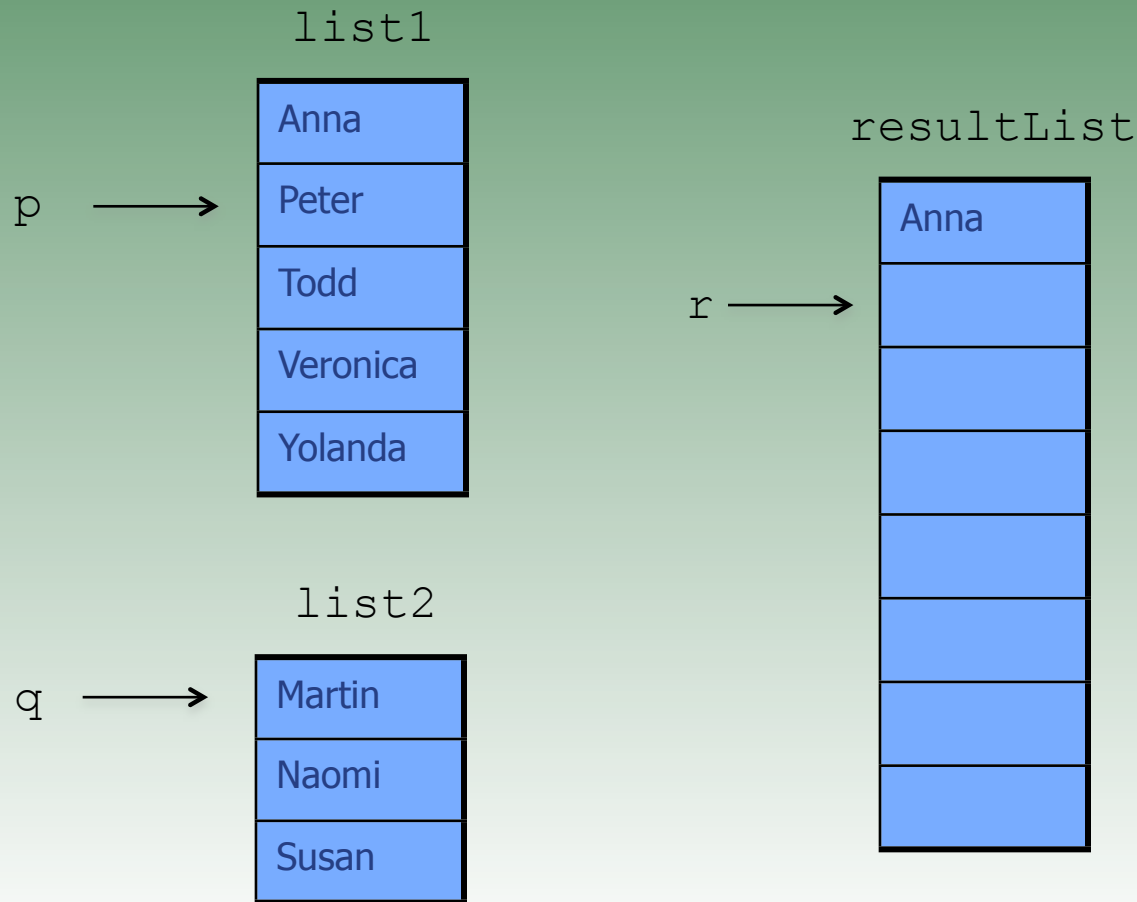 list1
Anna
p
Peter
Todd
Veronica
Yolanda
list2
q
Martin
Naomi
Susan
resultList
Anna
r